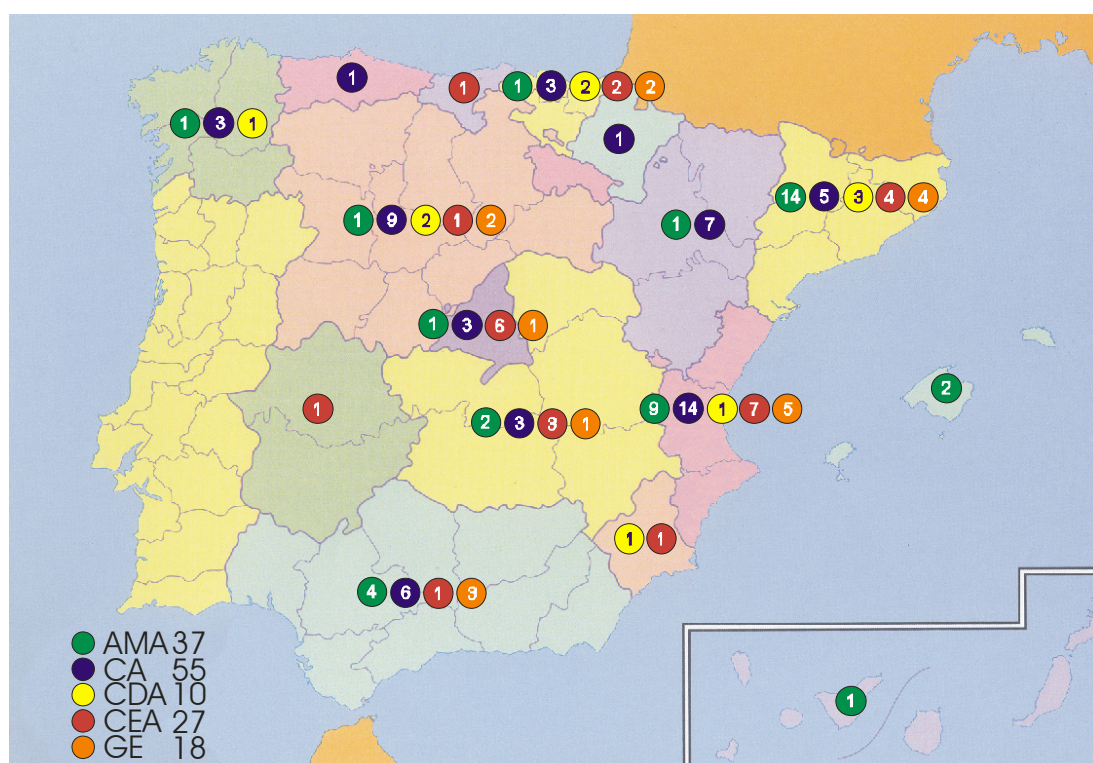 1
1
1 3 2 2 2
1 3 1
1
14 5 3 4 4
1 9 2 1 2
1 7
1 3 6 1
2
1
9 14 1 7 5
2 3 3 1
1 1
4 6 1 3
AMA 37
CA 55
CDA 10
CEA 27
GE 18
1